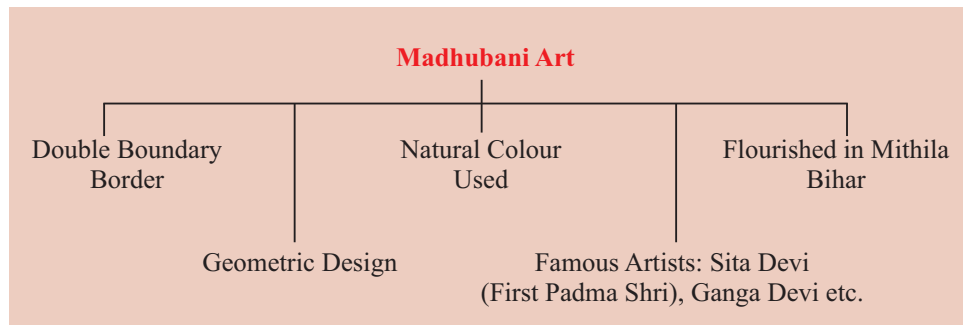 Madhubani Art
Double Boundary
Border
Natural Colour
Used
Flourished in Mithila
Bihar
Geometric Design
Famous Artists: Sita Devi
(First Padma Shri), Ganga Devi etc.